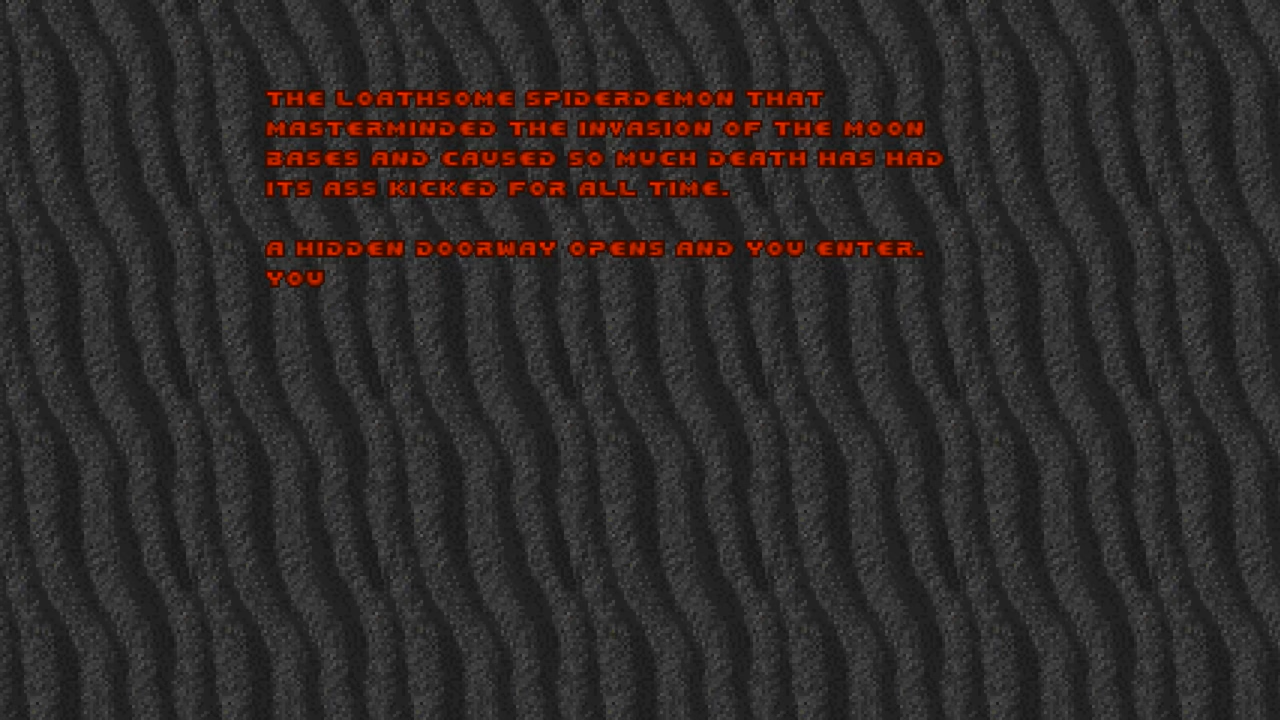 THE LOATHSOME SPIDERDEMON THAT
MASTERMINDED THE INVASION OF THE MOON
BASES AND CAUSED SO MUCH DEATH HAS HAD
ITS ASS KICKED FOR ALL TIME.
A HIDDEN DOORWAY OPENS AND YOU ENTER.
YOU